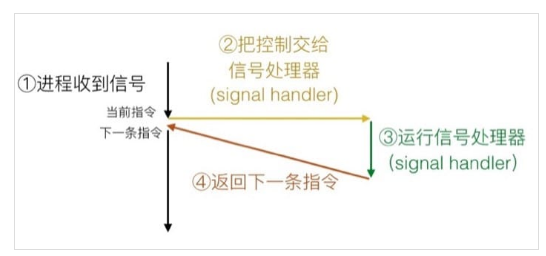 ②把控制交给
信号处理器
(signal handler)
①进程收到信号
当前指令
下一条指令
③运行信号处理器
(signal handler)
④返回下一条指令